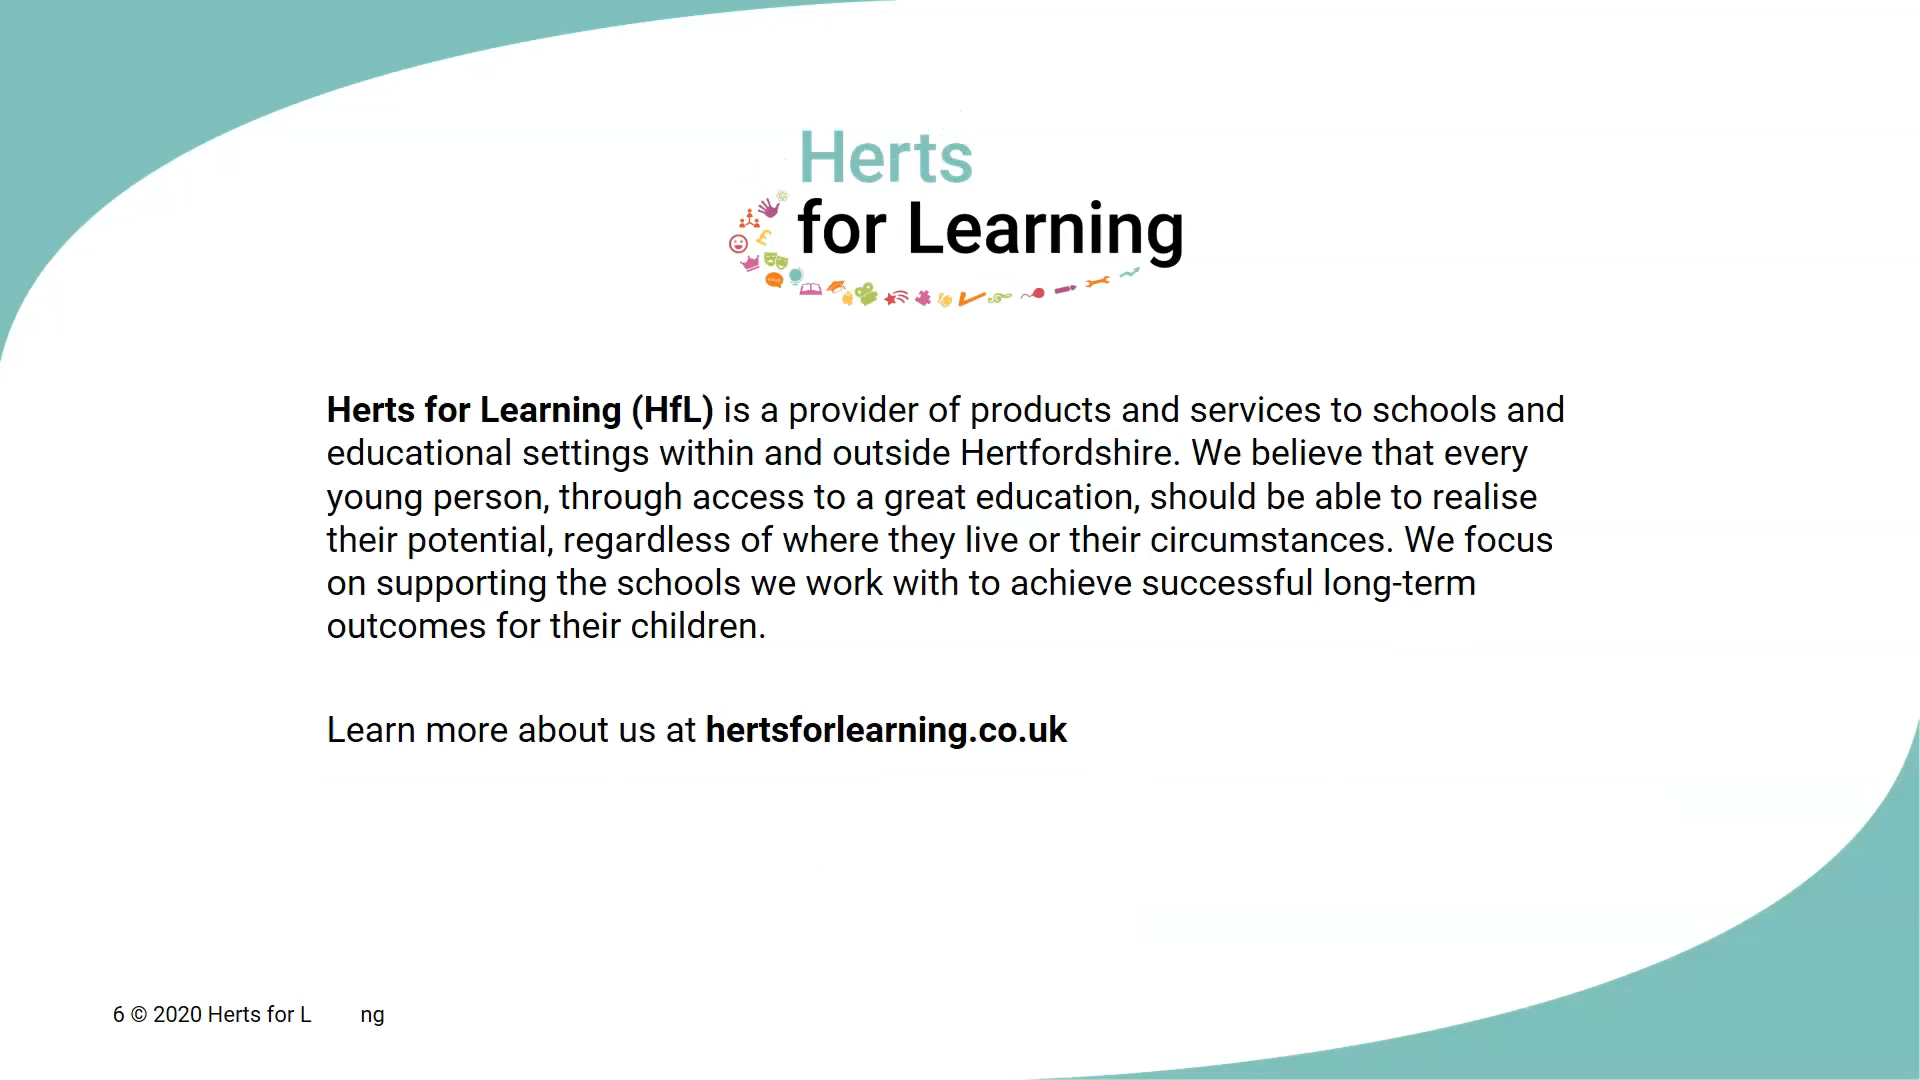 Herts
for Learning
Herts for Learning (HfL) is a provider of products and services to schools and
educational settings within and outside Hertfordshire. We believe that every
young person, through access to a great education, should be able to realise
their potential, regardless of where they live or their circumstances. We focus
on supporting the schools we work with to achieve successful long-term
outcomes for their children.
Learn more about us at hertsforlearning.co.uk
6 © 2020 Herts for L ng